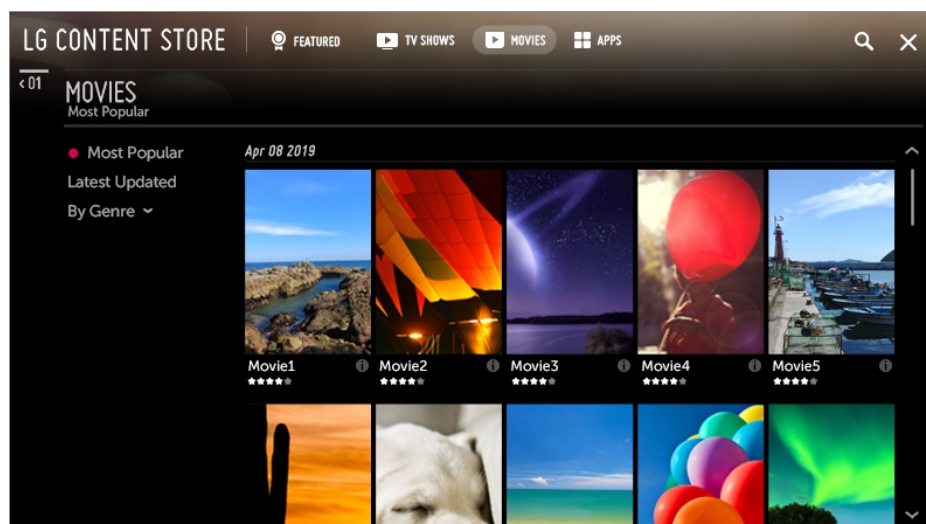 LG CONTENT STORE FEATURED TV SHOWS MOVIES APPS
01
MOVIES
Most Popular
Most Popular
Latest Updated
By Genre
Apr 08 2019
Movie1 Movie2 Movie3 Movie4 Movie5